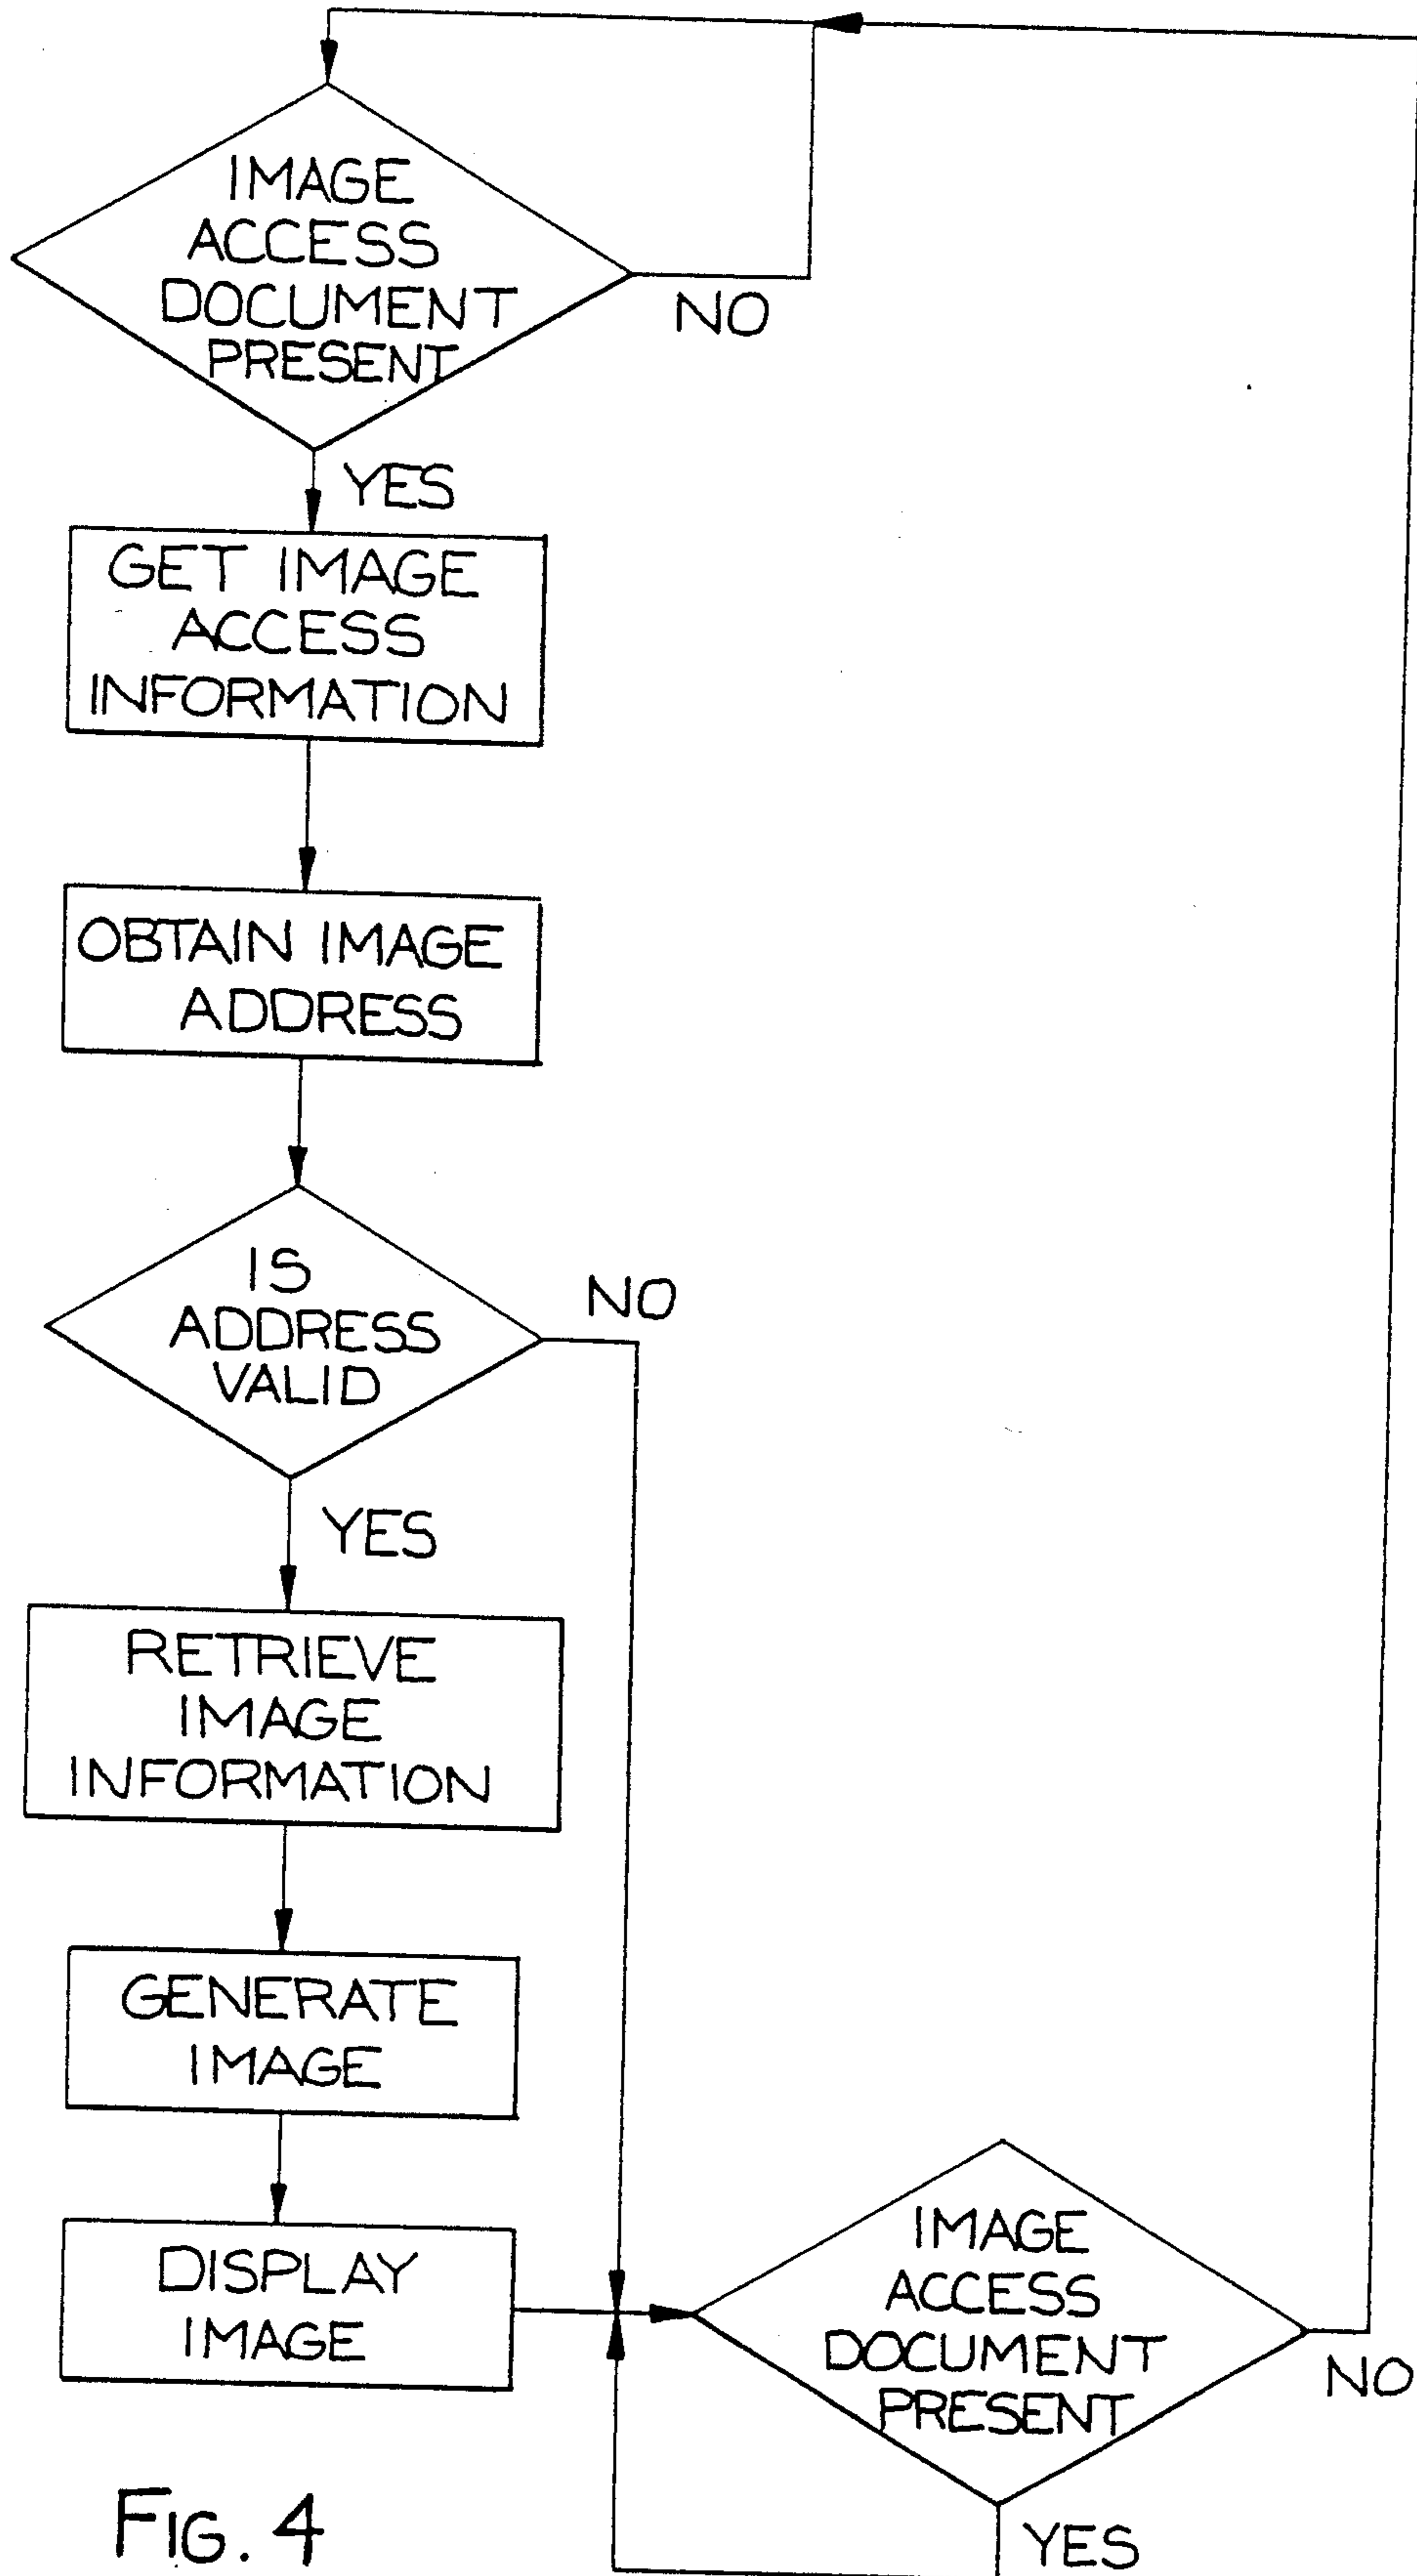 IMAGE
ACCESS
DOCUMENT
PRESENT
NO
YES
GET IMAGE
ACCESS
INFORMATION
OBTAIN IMAGE
ADDRESS
IS
ADDRESS
VALID
NO
YES
RETRIEVE
IMAGE
INFORMATION
GENERATE
IMAGE
DISPLAY
IMAGE
IMAGE
ACCESS
DOCUMENT
PRESENT
NO
YES
FIG. 4